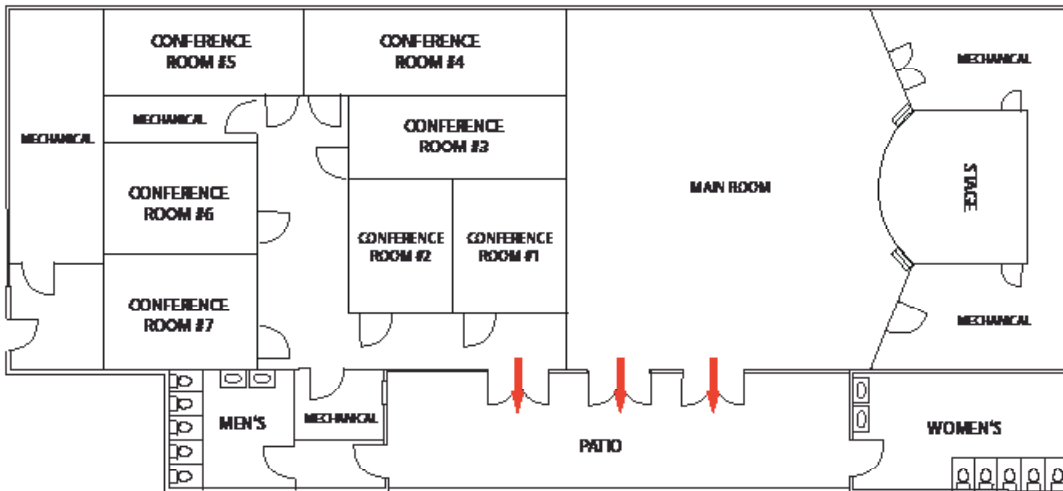 CONFERENCE
ROOM #5
CONFERENCE
ROOM #4
MECHANICAL
MECHANICAL
MECHANICAL
CONFERENCE
ROOM #3
CONFERENCE
ROOM #6
MAIN ROOM
STAGE
CONFERENCE
ROOM #2
CONFERENCE
ROOM #1
CONFERENCE
ROOM #7
MECHANICAL
MEN'S
MECHANICAL
PATIO
WOMEN'S